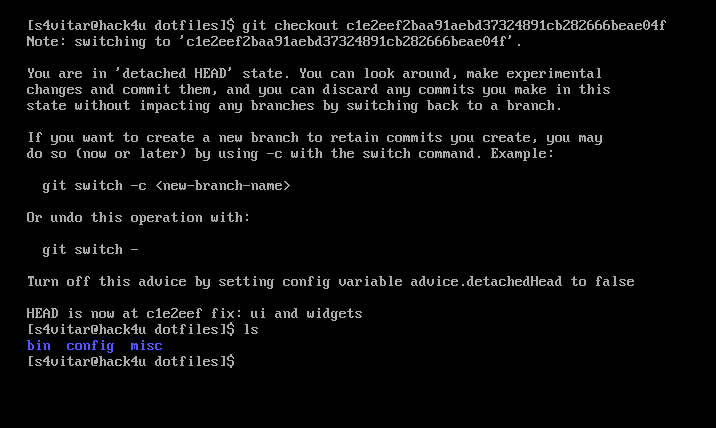 [s4vitar@hack4u dotfiles]$ git checkout c1e2eef2baa91aebd37324891cb282666beae04f
Note: switching to 'c1e2eef2baa91aebd37324891cb282666beae04f'.
You are in 'detached HEAD' state. You can look around, make experimental
changes and commit them, and you can discard any commits you make in this
state without impacting any branches by switching back to a branch.
If you want to create a new branch to retain commits you create, you may
do so (now or later) by using -c with the switch command. Example:
git switch -c <new-branch-name>
Or undo this operation with:
git switch -
Turn off this advice by setting config variable advice.detachedHead to false
HEAD is now at c1e2eef fix: ui and widgets
[s4vitar@hack4u dotfiles]$ ls
bin  config  misc
[s4vitar@hack4u dotfiles]$